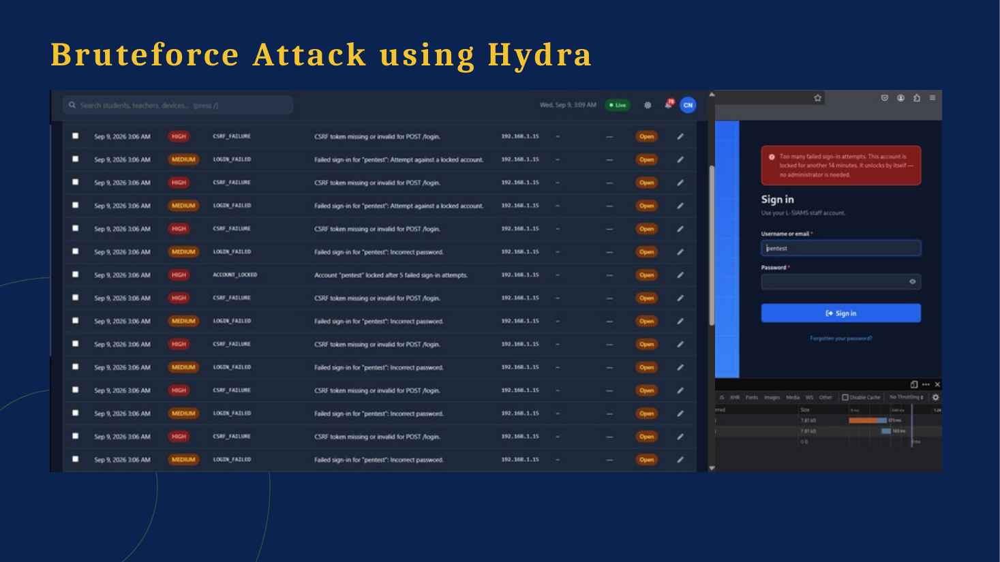 Bruteforce Attack using Hydra
Search students, teachers, devices... (press /)
Wed, Sep 9, 3:09 AM
Live
78
CN
Sep 9, 2026 3:06 AM HIGH CSRF_FAILURE CSRF token missing or invalid for POST /login. 192.168.1.15 – — Open
Sep 9, 2026 3:06 AM MEDIUM LOGIN_FAILED Failed sign-in for "pentest": Attempt against a locked account. 192.168.1.15 – — Open
Sep 9, 2026 3:06 AM HIGH CSRF_FAILURE CSRF token missing or invalid for POST /login. 192.168.1.15 – — Open
Sep 9, 2026 3:06 AM MEDIUM LOGIN_FAILED Failed sign-in for "pentest": Attempt against a locked account. 192.168.1.15 – — Open
Sep 9, 2026 3:06 AM HIGH CSRF_FAILURE CSRF token missing or invalid for POST /login. 192.168.1.15 – — Open
Sep 9, 2026 3:06 AM MEDIUM LOGIN_FAILED Failed sign-in for "pentest": Incorrect password. 192.168.1.15 – — Open
Sep 9, 2026 3:06 AM HIGH ACCOUNT_LOCKED Account "pentest" locked after 5 failed sign-in attempts. 192.168.1.15 – — Open
Sep 9, 2026 3:06 AM HIGH CSRF_FAILURE CSRF token missing or invalid for POST /login. 192.168.1.15 – — Open
Sep 9, 2026 3:06 AM MEDIUM LOGIN_FAILED Failed sign-in for "pentest": Incorrect password. 192.168.1.15 – — Open
Sep 9, 2026 3:06 AM HIGH CSRF_FAILURE CSRF token missing or invalid for POST /login. 192.168.1.15 – — Open
Sep 9, 2026 3:06 AM MEDIUM LOGIN_FAILED Failed sign-in for "pentest": Incorrect password. 192.168.1.15 – — Open
Sep 9, 2026 3:06 AM HIGH CSRF_FAILURE CSRF token missing or invalid for POST /login. 192.168.1.15 – — Open
Sep 9, 2026 3:06 AM MEDIUM LOGIN_FAILED Failed sign-in for "pentest": Incorrect password. 192.168.1.15 – — Open
Sep 9, 2026 3:06 AM HIGH CSRF_FAILURE CSRF token missing or invalid for POST /login. 192.168.1.15 – — Open
Sep 9, 2026 3:06 AM MEDIUM LOGIN_FAILED Failed sign-in for "pentest": Incorrect password. 192.168.1.15 – — Open
Too many failed sign-in attempts. This account is
locked for another 14 minutes. It unlocks by itself —
no administrator is needed.
Sign in
Use your L-SIAMS staff account.
Username or email *
pentest
Password *
Sign in
Forgotten your password?
JS XHR Fonts Images Media WS Other Disable Cache No Throttling
Size
7.81 kB
7.81 kB
0 B